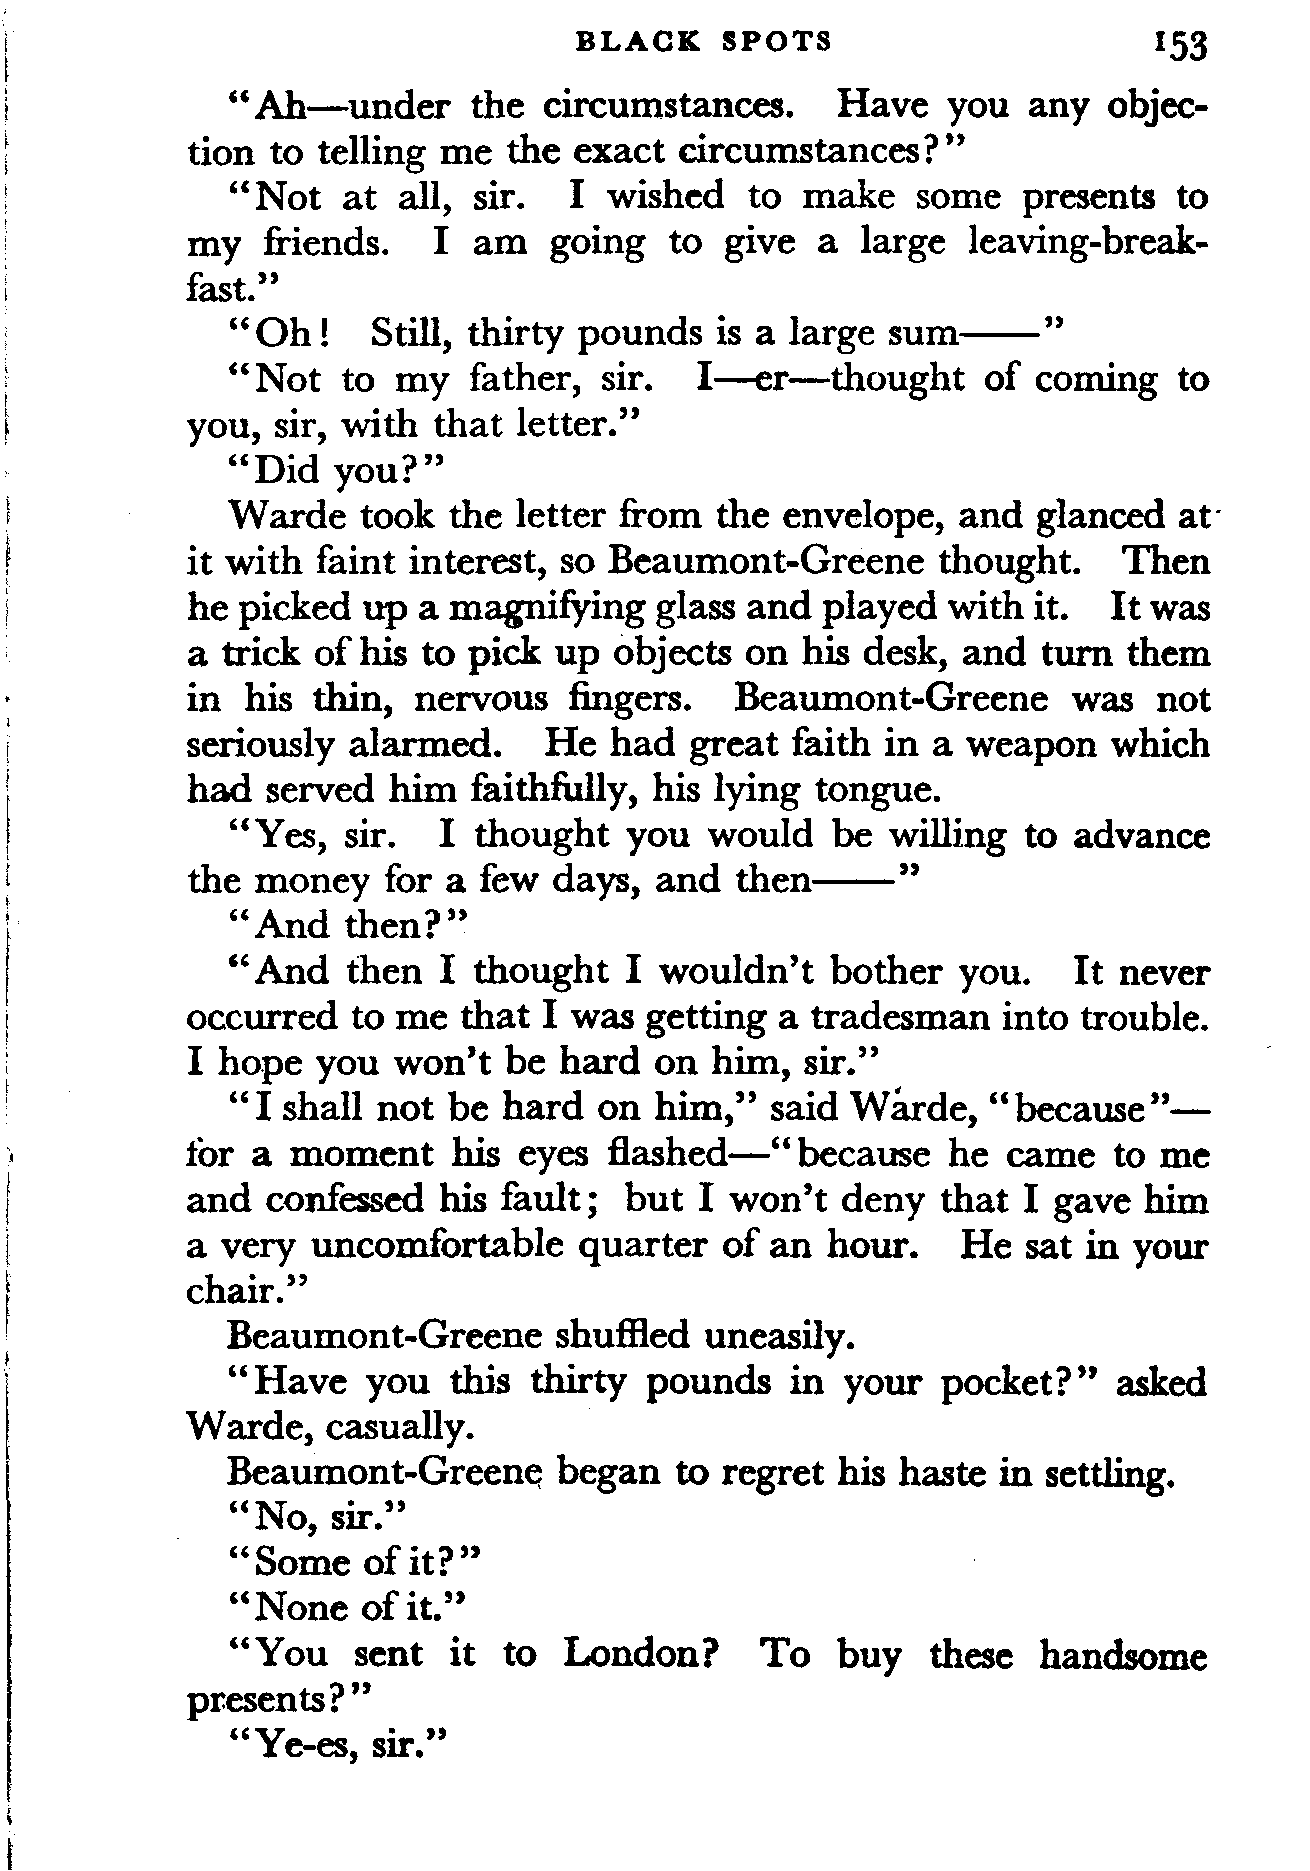 BLACK SPOTS 153
“Ah—under the circumstances. Have you any objec-
tion to telling me the exact circumstances?”
“Not at all, sir. I wished to make some presents to
my friends. I am going to give a large leaving-break-
fast.”
“Oh! Still, thirty pounds is a large sum——”
“Not to my father, sir. I—er—thought of coming to
you, sir, with that letter.”
“Did you?”
Warde took the letter from the envelope, and glanced at
it with faint interest, so Beaumont-Greene thought. Then
he picked up a magnifying glass and played with it. It was
a trick of his to pick up objects on his desk, and turn them
in his thin, nervous fingers. Beaumont-Greene was not
seriously alarmed. He had great faith in a weapon which
had served him faithfully, his lying tongue.
“Yes, sir. I thought you would be willing to advance
the money for a few days, and then——”
“And then?”
“And then I thought I wouldn’t bother you. It never
occurred to me that I was getting a tradesman into trouble.
I hope you won’t be hard on him, sir.”
“I shall not be hard on him,” said Warde, “because”—
for a moment his eyes flashed—“because he came to me
and confessed his fault; but I won’t deny that I gave him
a very uncomfortable quarter of an hour. He sat in your
chair.”
Beaumont-Greene shuffled uneasily.
“Have you this thirty pounds in your pocket?” asked
Warde, casually.
Beaumont-Greene began to regret his haste in settling.
“No, sir.”
“Some of it?”
“None of it.”
“You sent it to London? To buy these handsome
presents?”
“Ye-es, sir.”